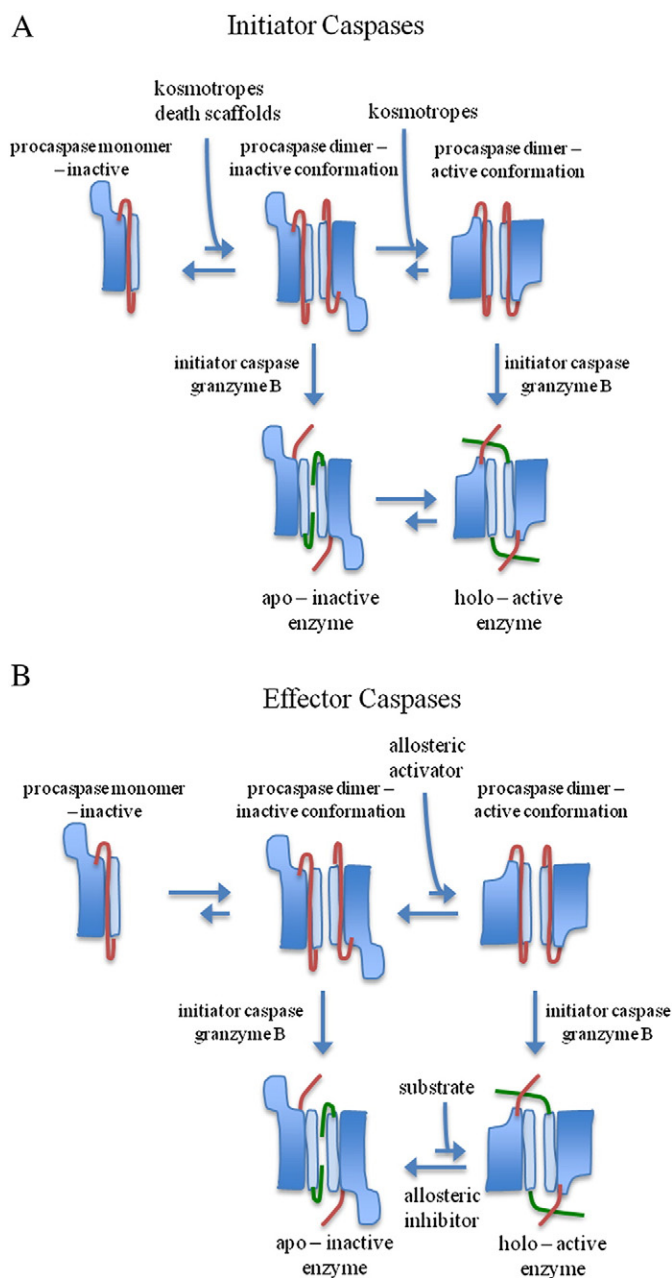 A
Initiator Caspases
kosmotropes
death scaffolds
kosmotropes
procaspase monomer
– inactive
procaspase dimer –
inactive conformation
procaspase dimer –
active conformation
initiator caspase
granzyme B
initiator caspase
granzyme B
apo – inactive
enzyme
holo – active
enzyme
B
Effector Caspases
allosteric
activator
procaspase monomer
– inactive
procaspase dimer –
inactive conformation
procaspase dimer –
active conformation
initiator caspase
granzyme B
initiator caspase
granzyme B
substrate
allosteric
inhibitor
apo – inactive
enzyme
holo – active
enzyme